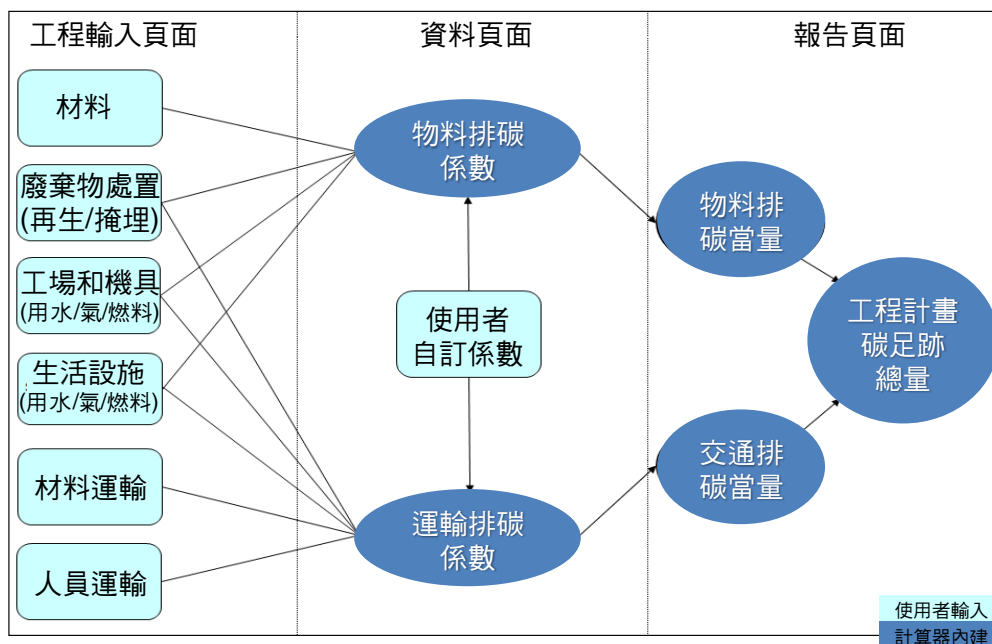 工程輸入頁面
資料頁面
報告頁面
材料
廢棄物處置
(再生/掩埋)
工場和機具
(用水/氣/燃料)
生活設施
(用水/氣/燃料)
材料運輸
人員運輸
物料排碳
係數
使用者
自訂係數
運輸排碳
係數
物料排
碳當量
交通排
碳當量
工程計畫
碳足跡
總量
使用者輸入
計算器內建